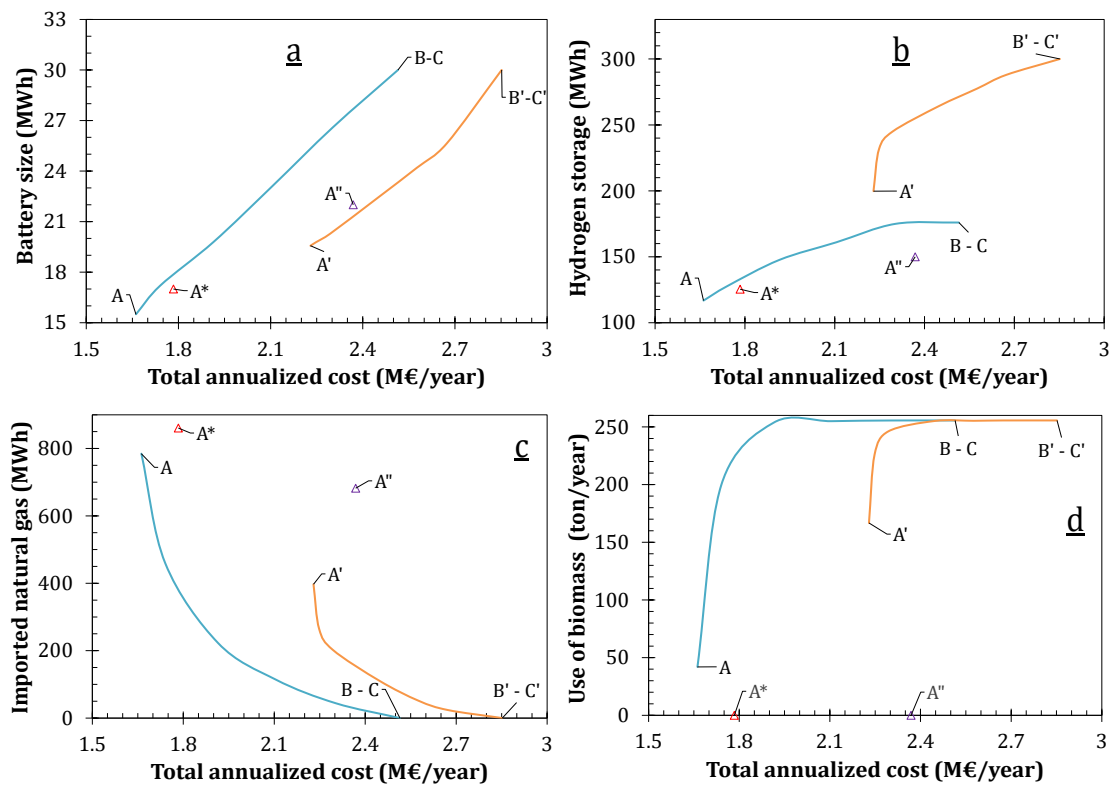 a
Battery size (MWh)
33
30
27
24
21
18
15
B-C
B'-C'
A"
A'
A
A*
1.5
1.8
2.1
2.4
2.7
3
Total annualized cost (M€/year)
b
Hydrogen storage (MWh)
300
250
200
150
100
B' - C'
A'
B - C
A"
A
A*
1.5
1.8
2.1
2.4
2.7
3
Total annualized cost (M€/year)
c
Imported natural gas (MWh)
800
600
400
200
0
A*
A
A"
A'
B - C
B' - C'
1.5
1.8
2.1
2.4
2.7
3
Total annualized cost (M€/year)
d
Use of biomass (ton/year)
250
200
150
100
50
0
B - C
B' - C'
A'
A
A*
A"
1.5
1.8
2.1
2.4
2.7
3
Total annualized cost (M€/year)